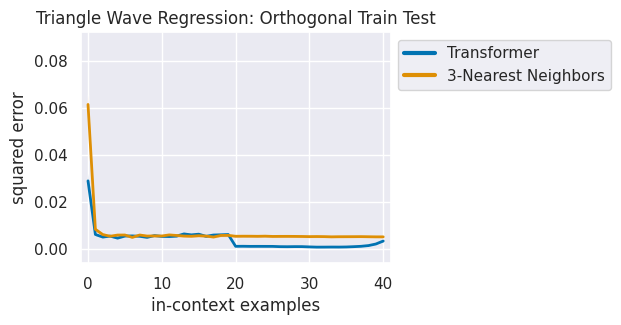 Triangle Wave Regression: Orthogonal Train Test
Transformer
3-Nearest Neighbors
squared error
0.08
0.06
0.04
0.02
0.00
0 10 20 30 40
in-context examples